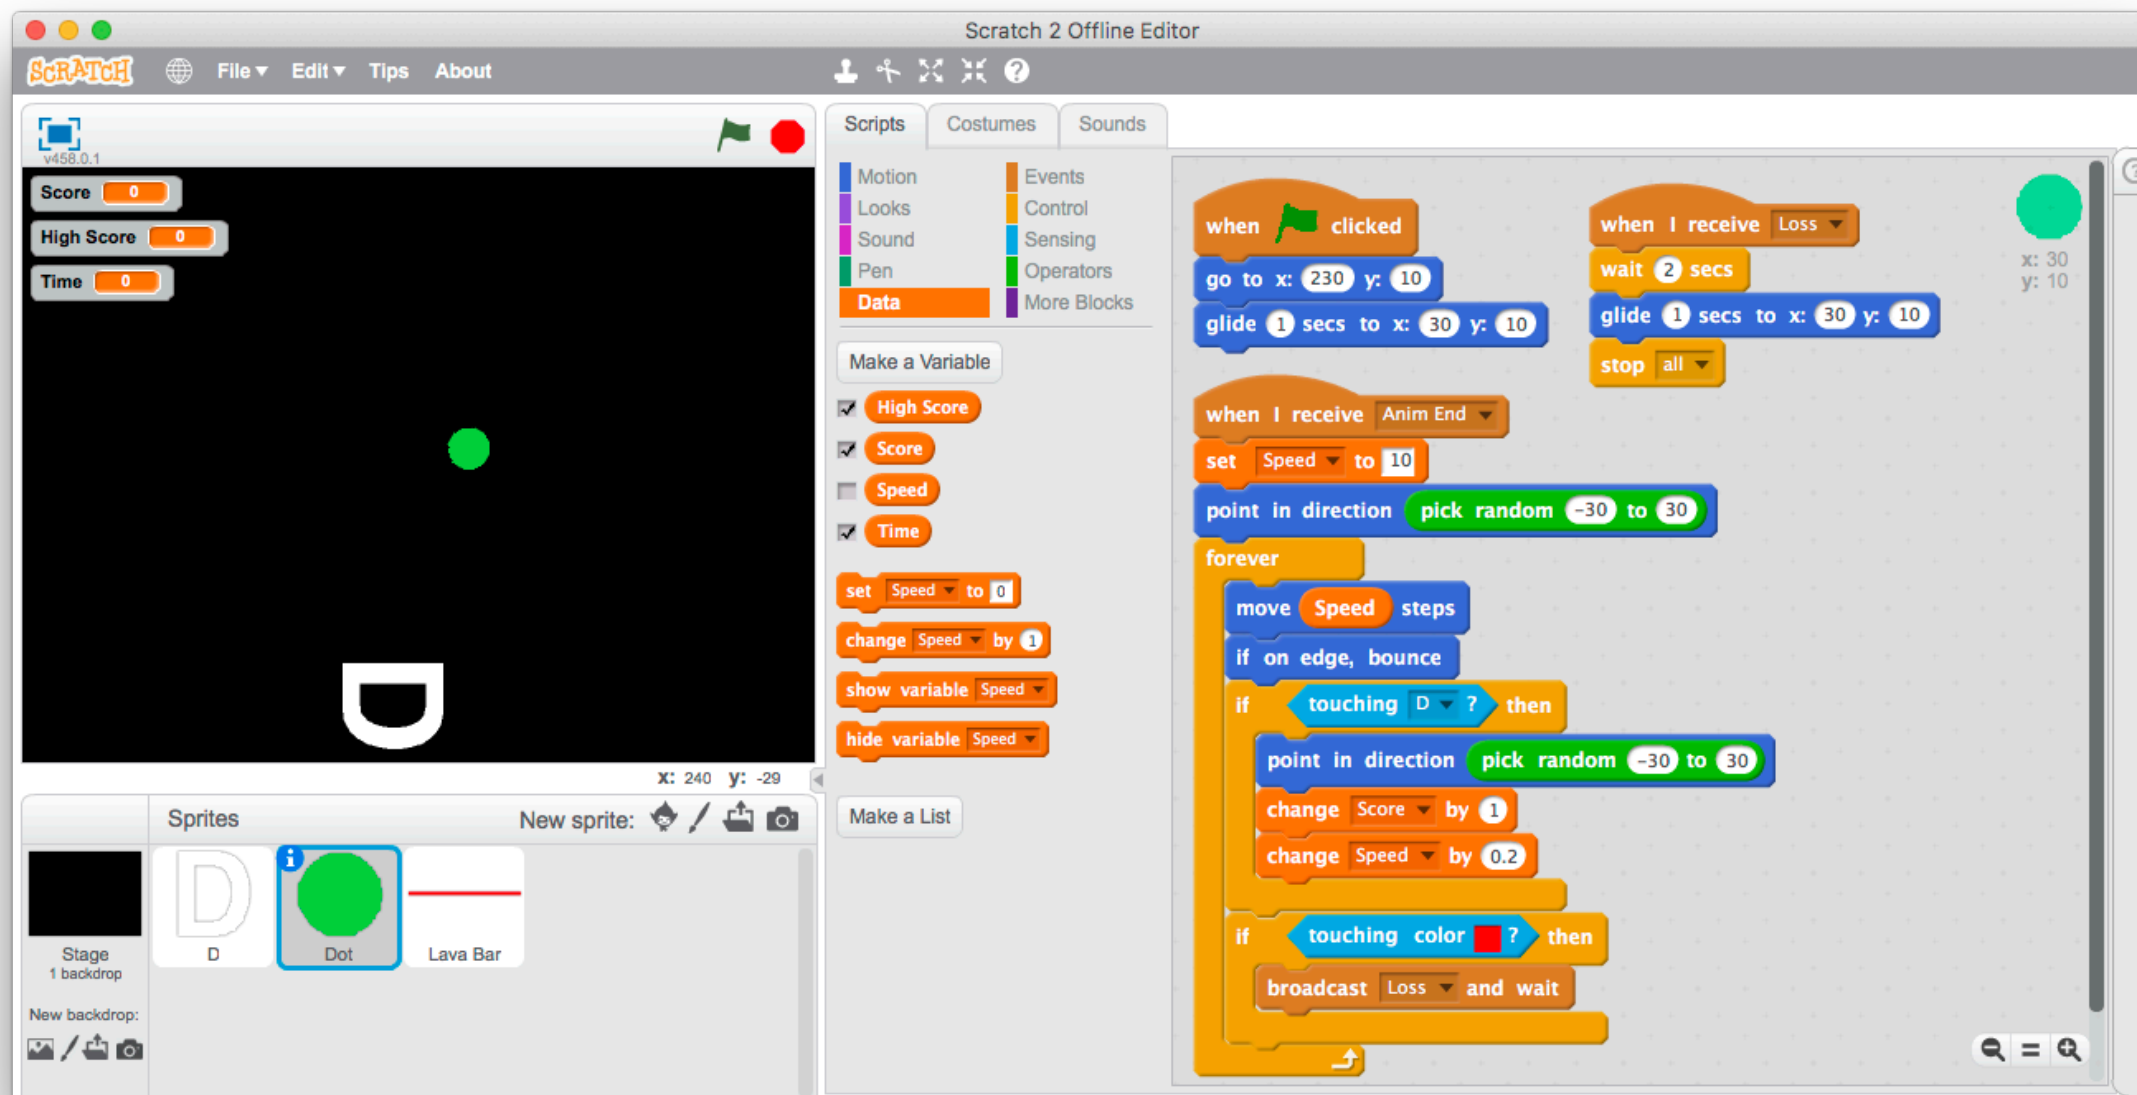 Scratch 2 Offline Editor
SCRATCH File Edit Tips About
v458.0.1
Score 0
High Score 0
Time 0
x: 240 y: -29
Sprites New sprite:
Stage
1 backdrop
New backdrop:
D
Dot
Lava Bar
Scripts Costumes Sounds
Motion Events
Looks Control
Sound Sensing
Pen Operators
Data More Blocks
Make a Variable
High Score
Score
Speed
Time
set Speed to 0
change Speed by 1
show variable Speed
hide variable Speed
Make a List
when clicked
go to x: 230 y: 10
glide 1 secs to x: 30 y: 10
when I receive Anim End
set Speed to 10
point in direction pick random -30 to 30
forever
move Speed steps
if on edge, bounce
if touching D ? then
point in direction pick random -30 to 30
change Score by 1
change Speed by 0.2
if touching color ? then
broadcast Loss and wait
when I receive Loss
wait 2 secs
glide 1 secs to x: 30 y: 10
stop all
x: 30
y: 10